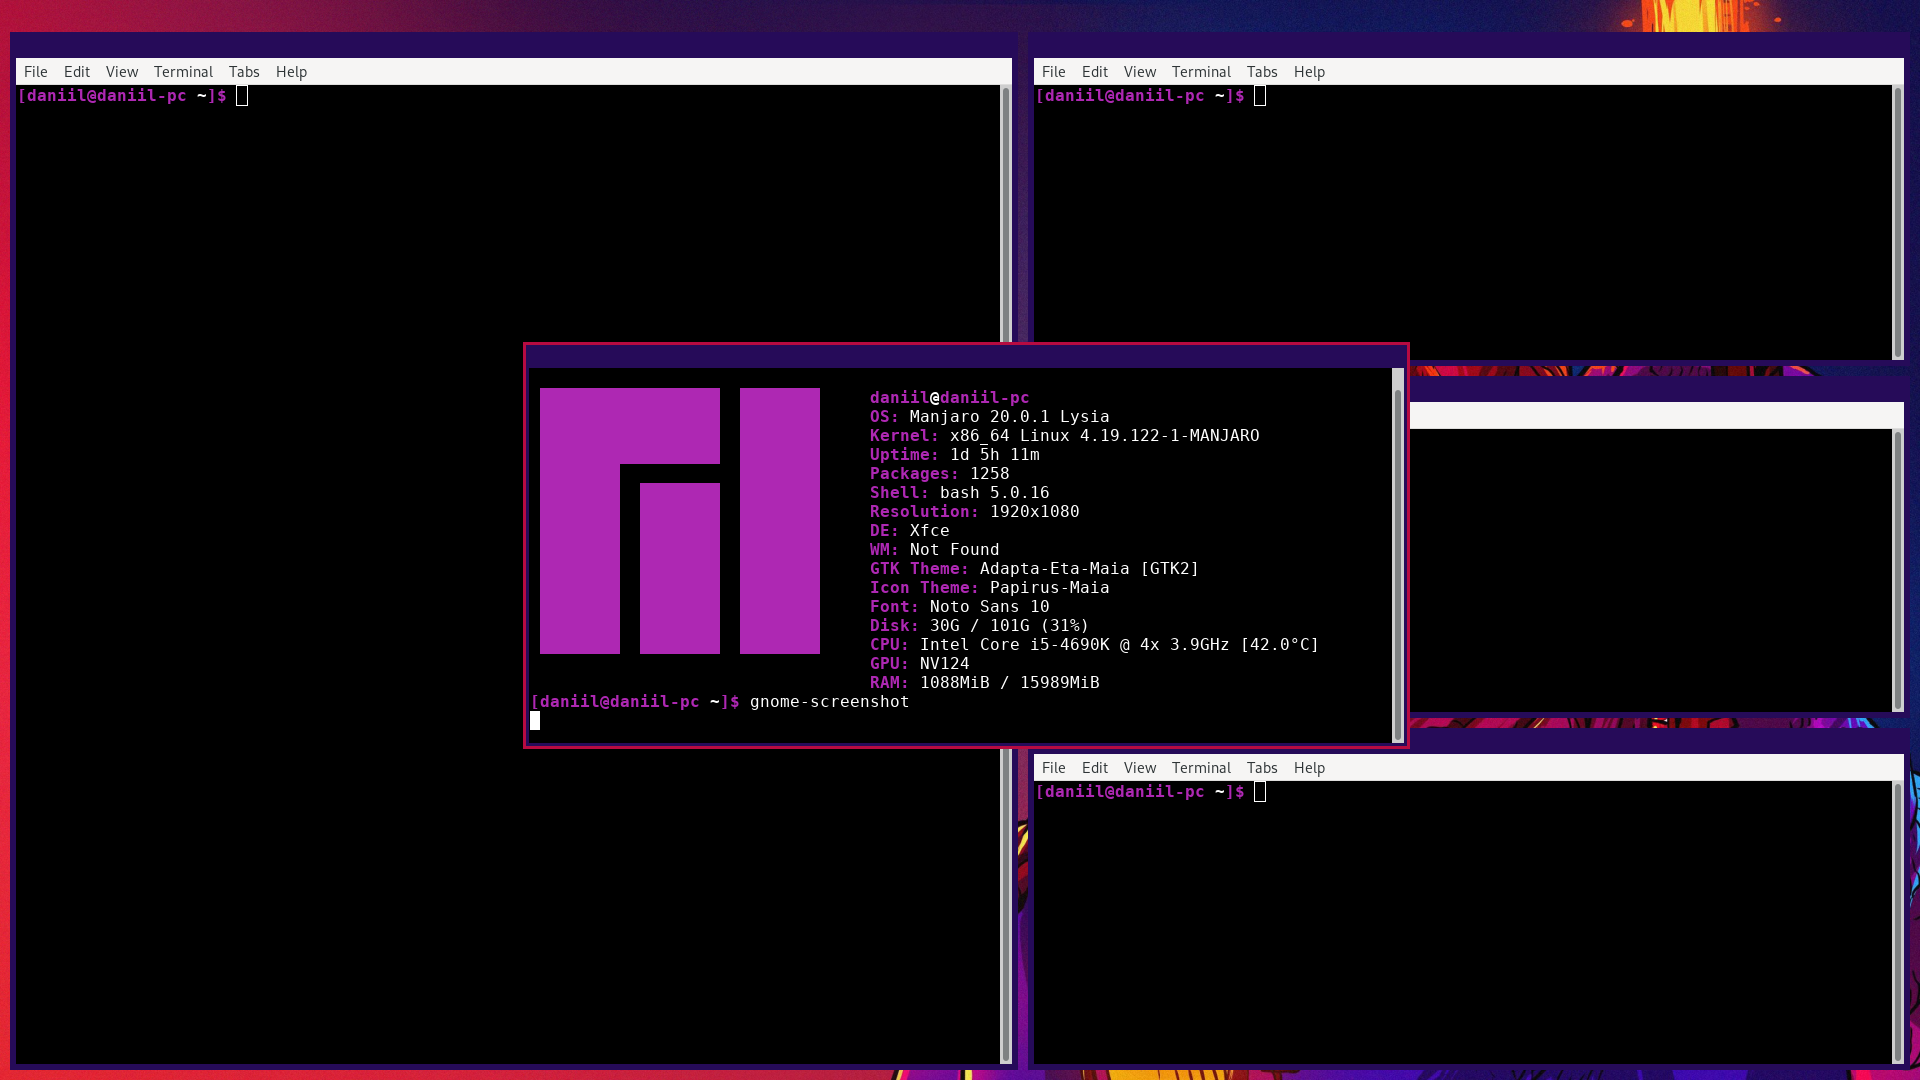 File Edit View Terminal Tabs Help
[daniil@daniil-pc ~]$
File Edit View Terminal Tabs Help
[daniil@daniil-pc ~]$
daniil@daniil-pc
OS: Manjaro 20.0.1 Lysia
Kernel: x86_64 Linux 4.19.122-1-MANJARO
Uptime: 1d 5h 11m
Packages: 1258
Shell: bash 5.0.16
Resolution: 1920x1080
DE: Xfce
WM: Not Found
GTK Theme: Adapta-Eta-Maia [GTK2]
Icon Theme: Papirus-Maia
Font: Noto Sans 10
Disk: 30G / 101G (31%)
CPU: Intel Core i5-4690K @ 4x 3.9GHz [42.0°C]
GPU: NV124
RAM: 1088MiB / 15989MiB
[daniil@daniil-pc ~]$ gnome-screenshot
File Edit View Terminal Tabs Help
[daniil@daniil-pc ~]$